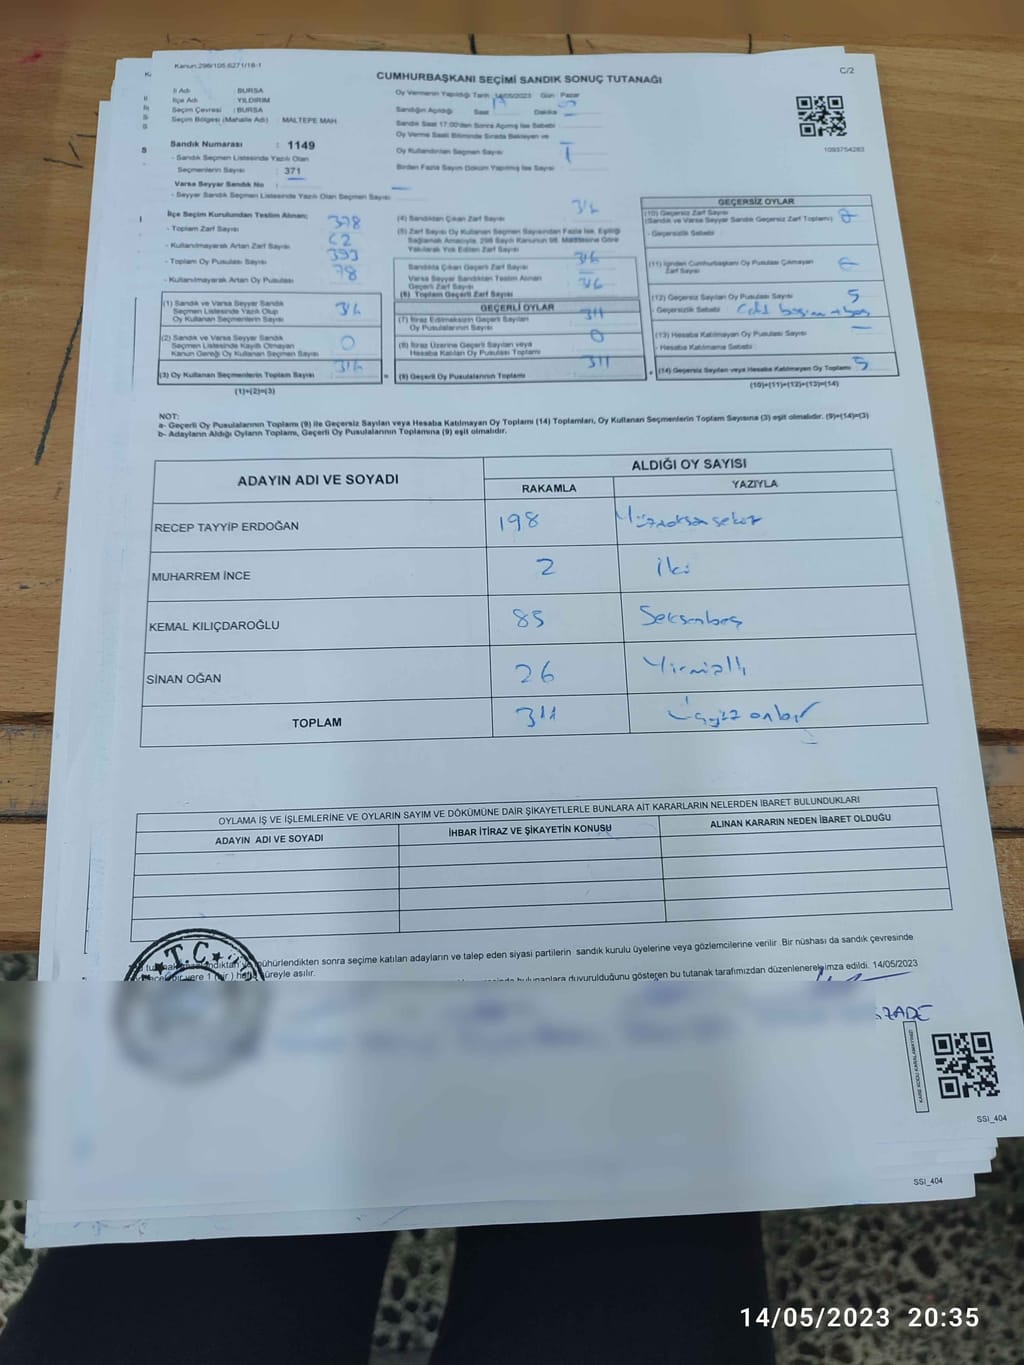 Kanun:298/105,6271/18-1
C/2
CUMHURBAŞKANI SEÇİMİ SANDIK SONUÇ TUTANAĞI
İl Adı : BURSA
İlçe Adı : YILDIRIM
Seçim Çevresi : BURSA
Seçim Bölgesi (Mahalle Adı) : MALTEPE MAH.
Sandık Numarası : 1149
- Sandık Seçmen Listesinde Yazılı Olan
Seçmenlerin Sayısı : 371
Varsa Seyyar Sandık No :
- Seyyar Sandık Seçmen Listesinde Yazılı Olan Seçmen Sayısı :
Oy Vermenin Yapıldığı Tarih : 14/05/2023 Gün : Pazar
Sandığın Açıldığı Saat Dakika
Sandık Saat 17:00'den Sonra Açılmış İse Sebebi
Oy Verme Saati Bitiminde Sırada Bekleyen ve
Oy Kullandırılan Seçmen Sayısı
Birden Fazla Sayım Döküm Yapılmış İse Sayısı
1093754283
İlçe Seçim Kurulundan Teslim Alınan;
- Toplam Zarf Sayısı 378
- Kullanılmayarak Artan Zarf Sayısı 62
- Toplam Oy Pusulası Sayısı 393
- Kullanılmayarak Artan Oy Pusulası 78
(1) Sandık ve Varsa Seyyar Sandık
Seçmen Listesinde Yazılı Olup
Oy Kullanan Seçmenlerin Sayısı 316
(2) Sandık ve Varsa Seyyar Sandık
Seçmen Listesinde Kayıtlı Olmayan
Kanun Gereği Oy Kullanan Seçmen Sayısı 0
(3) Oy Kullanan Seçmenlerin Toplam Sayısı 316
(1)+(2)=(3)
(4) Sandıktan Çıkan Zarf Sayısı 316
(5) Zarf Sayısı Oy Kullanan Seçmen Sayısından Fazla İse, Eşitliği
Sağlamak Amacıyla, 298 Sayılı Kanunun 98. Maddesine Göre
Yakılarak Yok Edilen Zarf Sayısı
Sandıkta Çıkan Geçerli Zarf Sayısı 316
Varsa Seyyar Sandıktan Teslim Alınan
Geçerli Zarf Sayısı
(6) Toplam Geçerli Zarf Sayısı 316
GEÇERLİ OYLAR
(7) İtiraz Edilmeksizin Geçerli Sayılan
Oy Pusulalarının Sayısı 311
(8) İtiraz Üzerine Geçerli Sayılan veya
Hesaba Katılan Oy Pusulası Toplamı 0
(9) Geçerli Oy Pusulalarının Toplamı 311
GEÇERSİZ OYLAR
(10) Geçersiz Zarf Sayısı
(Sandık ve Varsa Seyyar Sandık Geçersiz Zarf Toplamı)
- Geçersizlik Sebebi
(11) İçinden Cumhurbaşkanı Oy Pusulası Çıkmayan
Zarf Sayısı
(12) Geçersiz Sayılan Oy Pusulası Sayısı 5
- Geçersizlik Sebebi
(13) Hesaba Katılmayan Oy Pusulası Sayısı
- Hesaba Katılmama Sebebi
(14) Geçersiz Sayılan veya Hesaba Katılmayan Oy Toplamı 5
(10)+(11)+(12)+(13)=(14)
NOT:
a- Geçerli Oy Pusulalarının Toplamı (9) ile Geçersiz Sayılan veya Hesaba Katılmayan Oy Toplamı (14) Toplamları, Oy Kullanan Seçmenlerin Toplam Sayısına (3) eşit olmalıdır. (9)+(14)=(3)
b- Adayların Aldığı Oyların Toplamı, Geçerli Oy Pusulalarının Toplamına (9) eşit olmalıdır.
ADAYIN ADI VE SOYADI
ALDIĞI OY SAYISI
RAKAMLA YAZIYLA
RECEP TAYYİP ERDOĞAN 198 Yüzdoksansekiz
MUHARREM İNCE 2 İki
KEMAL KILIÇDAROĞLU 85 Seksenbeş
SİNAN OĞAN 26 Yirmialtı
TOPLAM 311 Üçyüz onbir
OYLAMA İŞ VE İŞLEMLERİNE VE OYLARIN SAYIM VE DÖKÜMÜNE DAİR ŞİKAYETLERLE BUNLARA AİT KARARLARIN NELERDEN İBARET BULUNDUKLARI
ADAYIN ADI VE SOYADI
İHBAR İTİRAZ VE ŞİKAYETİN KONUSU
ALINAN KARARIN NEDEN İBARET OLDUĞU
T.C
mühürlendikten sonra seçime katılan adayların ve talep eden siyasi partilerin sandık kurulu üyelerine veya gözlemcilerine verilir .Bir nüshası da sandık çevresinde
süreyle asılır.
bulunanlara duyurulduğunu gösteren bu tutanak tarafımızdan düzenlenerek imza edildi. 14/05/2023
KARE KODU KARALAMAYINIZ!
SSI_404
SSI_404
14/05/2023 20:35